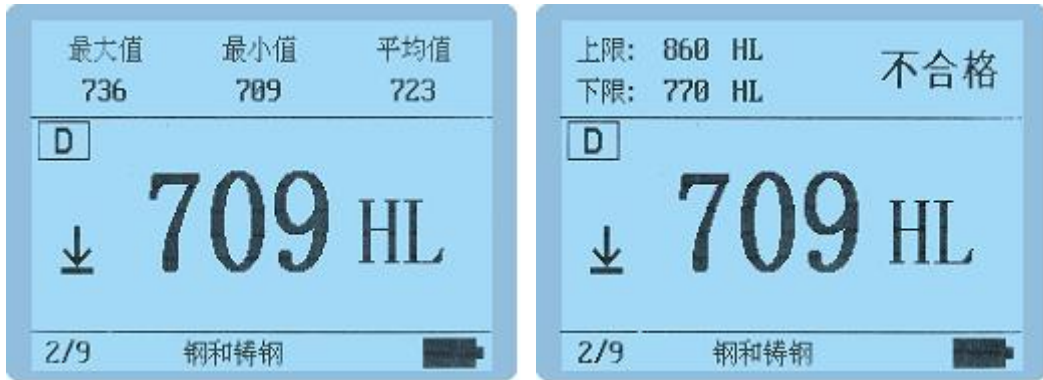 最大值 最小值 平均值
736 709 723
D
709 HL
2/9 钢和铸钢
上限: 860 HL
下限: 770 HL
不合格
D
709 HL
2/9 钢和铸钢